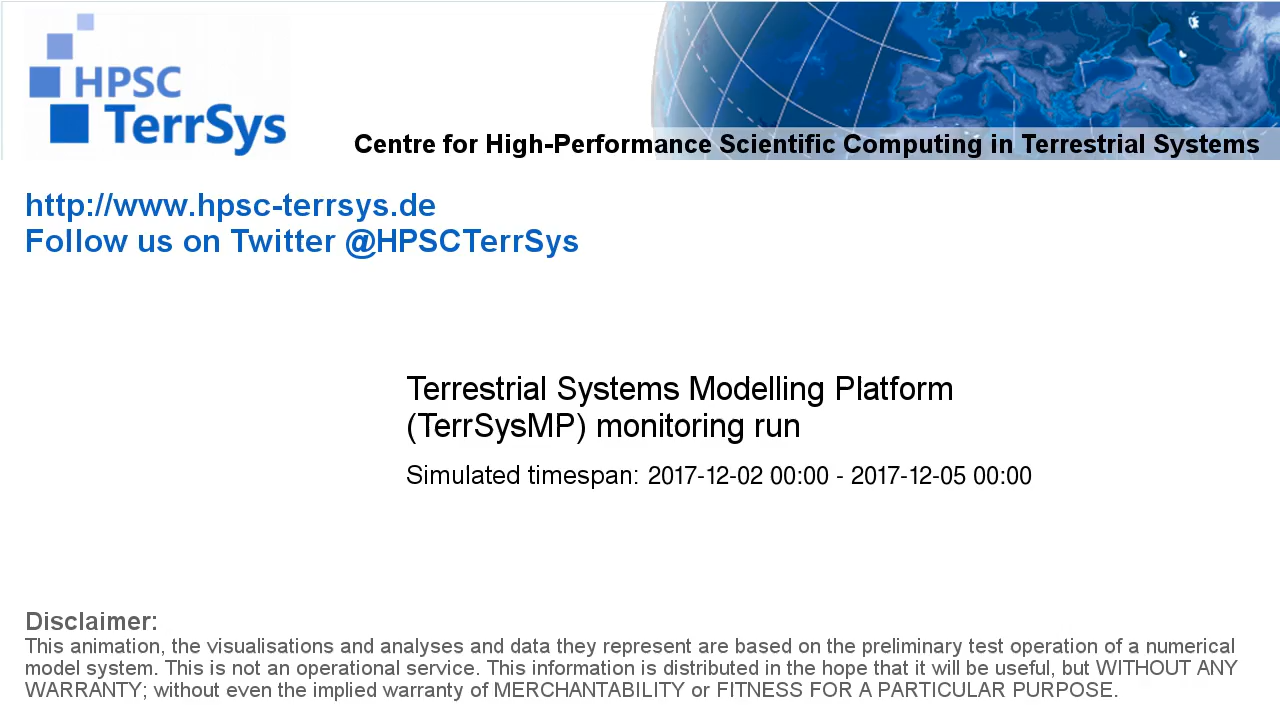 HPSC
TerrSys
Centre for High-Performance Scientific Computing in Terrestrial Systems
http://www.hpsc-terrsys.de
Follow us on Twitter @HPSCTerrSys
Terrestrial Systems Modelling Platform
(TerrSysMP) monitoring run
Simulated timespan: 2017-12-02 00:00 - 2017-12-05 00:00
Disclaimer:
This animation, the visualisations and analyses and data they represent are based on the preliminary test operation of a numerical
model system. This is not an operational service. This information is distributed in the hope that it will be useful, but WITHOUT ANY
WARRANTY; without even the implied warranty of MERCHANTABILITY or FITNESS FOR A PARTICULAR PURPOSE.